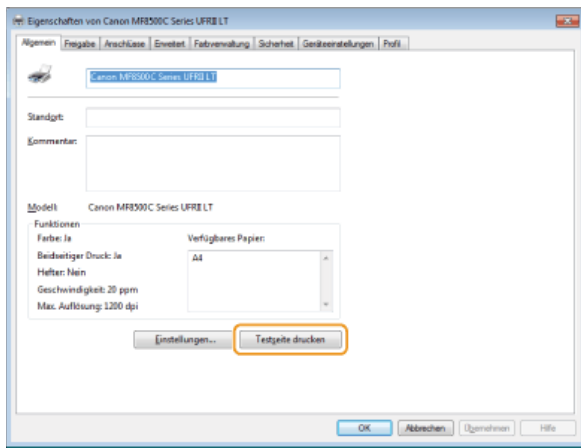 Eigenschaften von Canon MF8500C Series UFRII LT
Allgemein Freigabe Anschlüsse Erweitert Farbverwaltung Sicherheit Geräteeinstellungen Profil
Canon MF8500C Series UFRII LT
Standort:
Kommentar:
Modell: Canon MF8500C Series UFRII LT
Funktionen
Farbe: Ja Verfügbares Papier:
Beidseitiger Druck: Ja A4
Hefter: Nein
Geschwindigkeit: 20 ppm
Max. Auflösung: 1200 dpi
Einstellungen... Testseite drucken
OK Abbrechen Übernehmen Hilfe